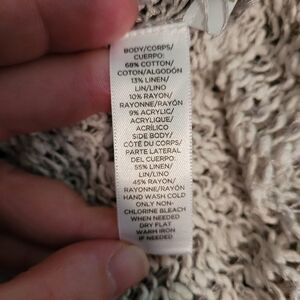 BODY/CORPS/
CUERPO:
68% COTTON/
COTON/ALGODÓN
13% LINEN/
LIN/LINO
10% RAYON/
RAYONNE/RAYÓN
9% ACRYLIC/
ACRYLIQUE/
ACRÍLICO
SIDE BODY/
CÔTÉ DU CORPS/
PARTE LATERAL
DEL CUERPO:
55% LINEN/
LIN/LINO
45% RAYON/
RAYONNE/RAYÓN
HAND WASH COLD
ONLY NON-
CHLORINE BLEACH
WHEN NEEDED
DRY FLAT
WARM IRON
IF NEEDED